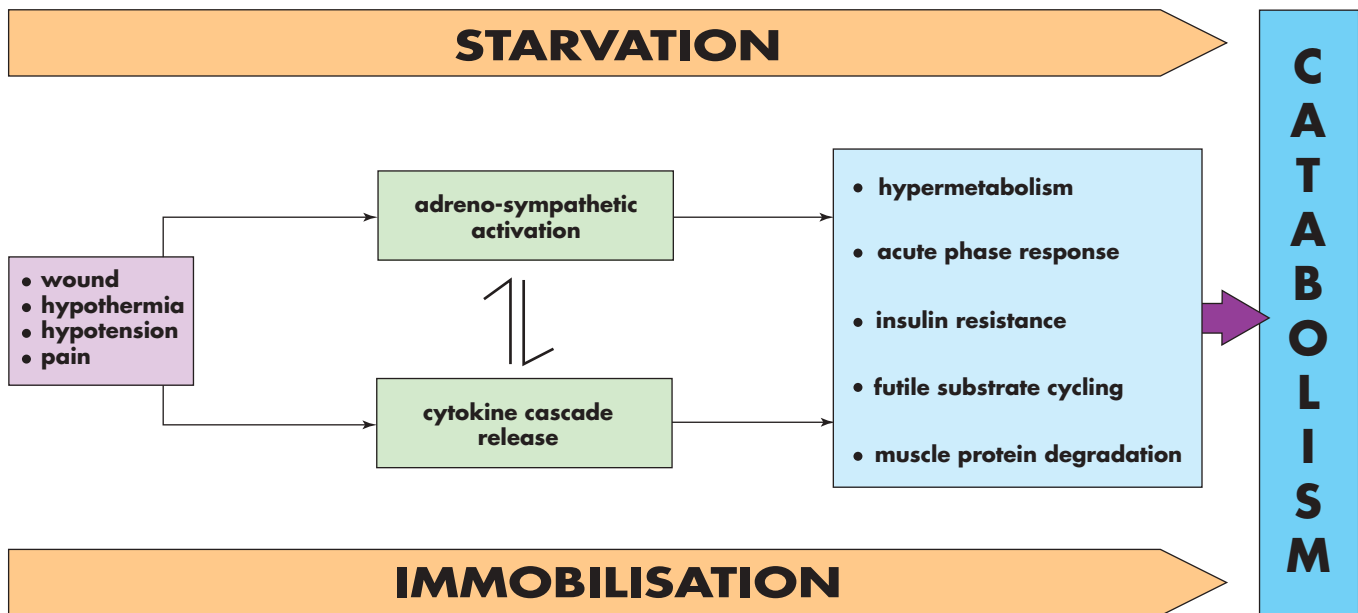 STARVATION
• wound
• hypothermia
• hypotension
• pain
adreno-sympathetic
activation
cytokine cascade
release
• hypermetabolism
• acute phase response
• insulin resistance
• futile substrate cycling
• muscle protein degradation
CATABOLISM
IMMOBILISATION